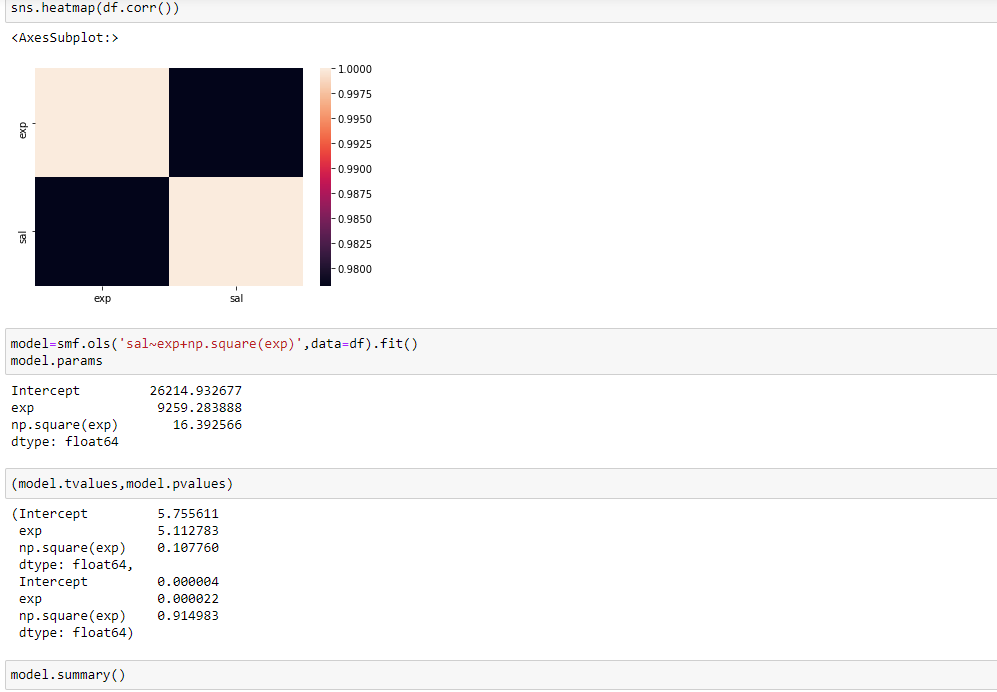 sns.heatmap(df.corr())
<AxesSubplot:>
1.0000
0.9975
0.9950
0.9925
0.9900
0.9875
0.9850
0.9825
0.9800
exp
sal
exp sal
model=smf.ols('sal~exp+np.square(exp)',data=df).fit()
model.params
Intercept 26214.932677
exp 9259.283888
np.square(exp) 16.392566
dtype: float64
(model.tvalues,model.pvalues)
(Intercept 5.755611
exp 5.112783
np.square(exp) 0.107760
dtype: float64,
Intercept 0.000004
exp 0.000022
np.square(exp) 0.914983
dtype: float64)
model.summary()